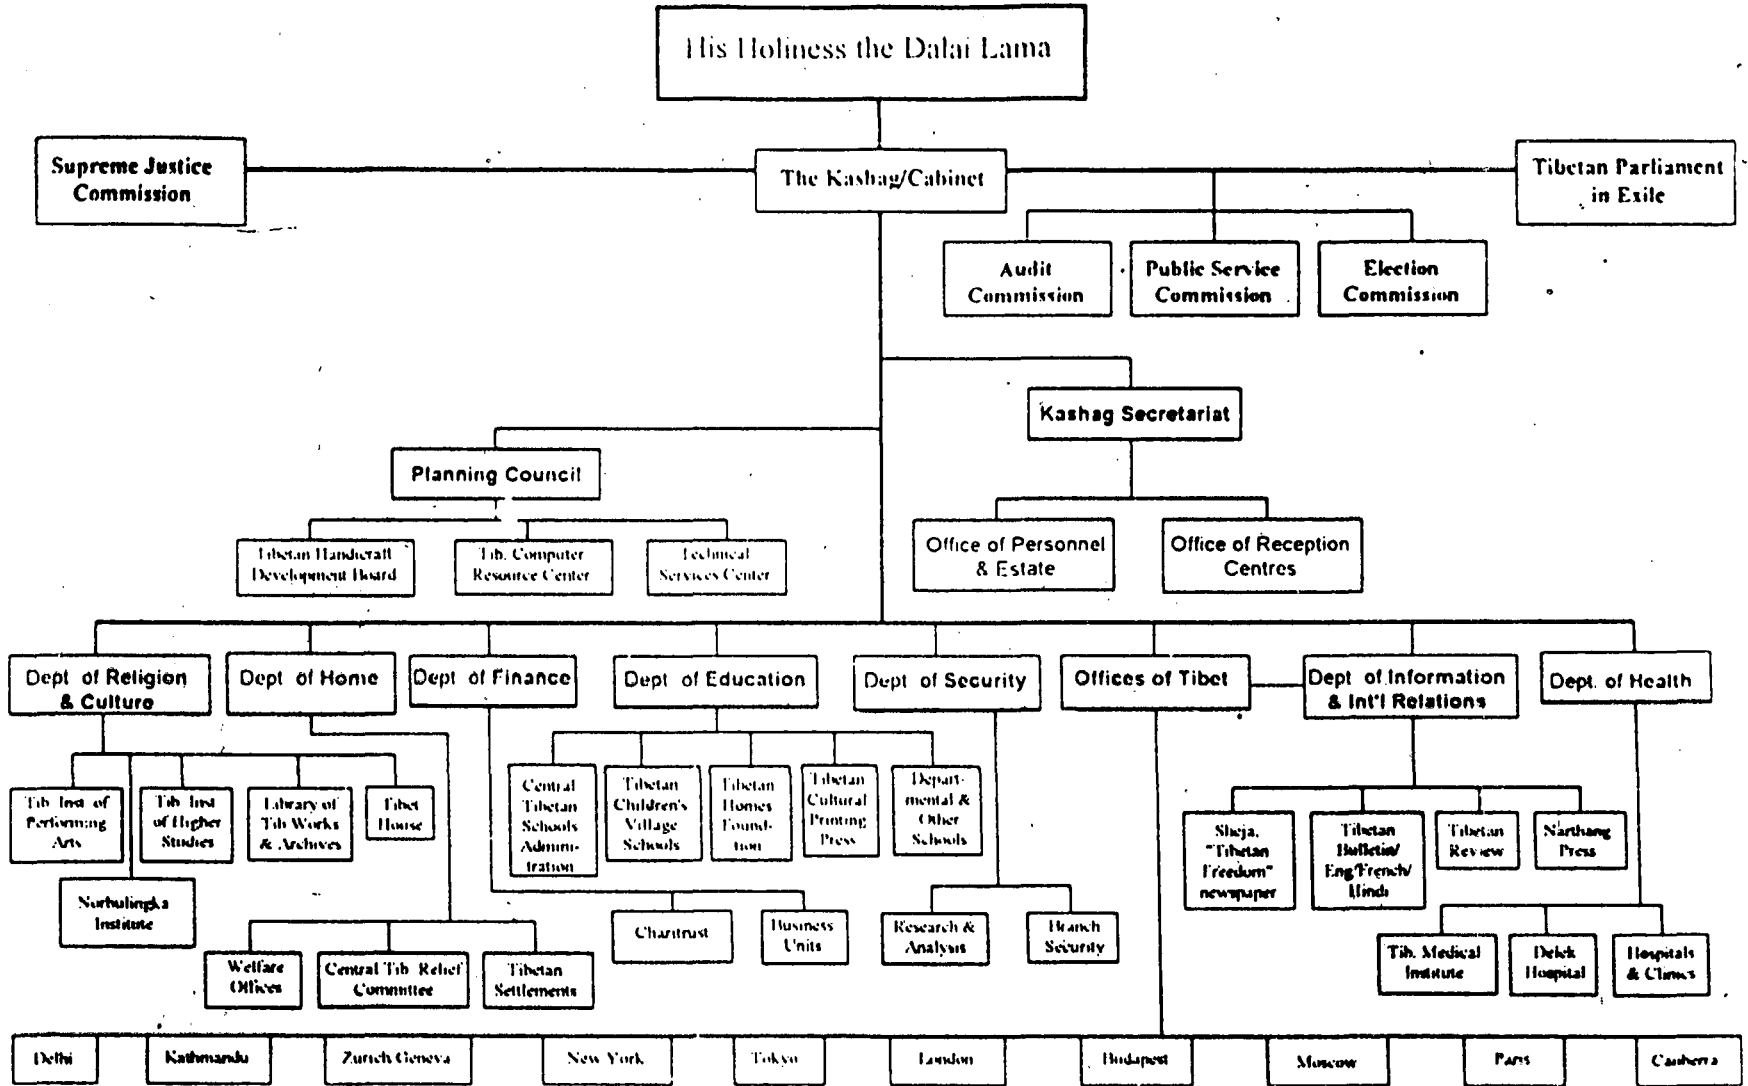 His Holiness the Dalai Lama
Supreme Justice
Commission
The Kashag/Cabinet
Tibetan Parliament
in Exile
Audit
Commission
Public Service
Commission
Election
Commission
Kashag Secretariat
Planning Council
Office of Personnel
& Estate
Office of Reception
Centres
Tibetan Handicraft
Development Board
Tib. Computer
Resource Center
Technical
Services Center
Dept of Religion
& Culture
Dept of Home
Dept of Finance
Dept of Education
Dept of Security
Offices of Tibet
Dept of Information
& Int'l Relations
Dept. of Health
Tib Inst of
Performing
Arts
Tib Inst
of Higher
Studies
Library of
Tib Works
& Archives
Tibet
House
Norbulingka
Institute
Central
Tibetan
Schools
Admini-
tration
Tibetan
Children's
Village
Schools
Tibetan
Homes
Found-
tion
Tibetan
Cultural
Printing
Press
Depart-
mental &
Other
Schools
Sheja,
"Tibetan
Freedom"
newspaper
Tibetan
Bulletin/
Eng/French/
Hindi
Tibetan
Review
Narthang
Press
Welfare
Offices
Central Tib Relief
Committee
Tibetan
Settlements
Charitrust
Business
Units
Research &
Analysis
Branch
Security
Tib. Medical
Institute
Delek
Hospital
Hospitals
& Clinics
Delhi
Kathmandu
Zurich Geneva
New York
Tokyo
London
Budapest
Moscow
Paris
Canberra